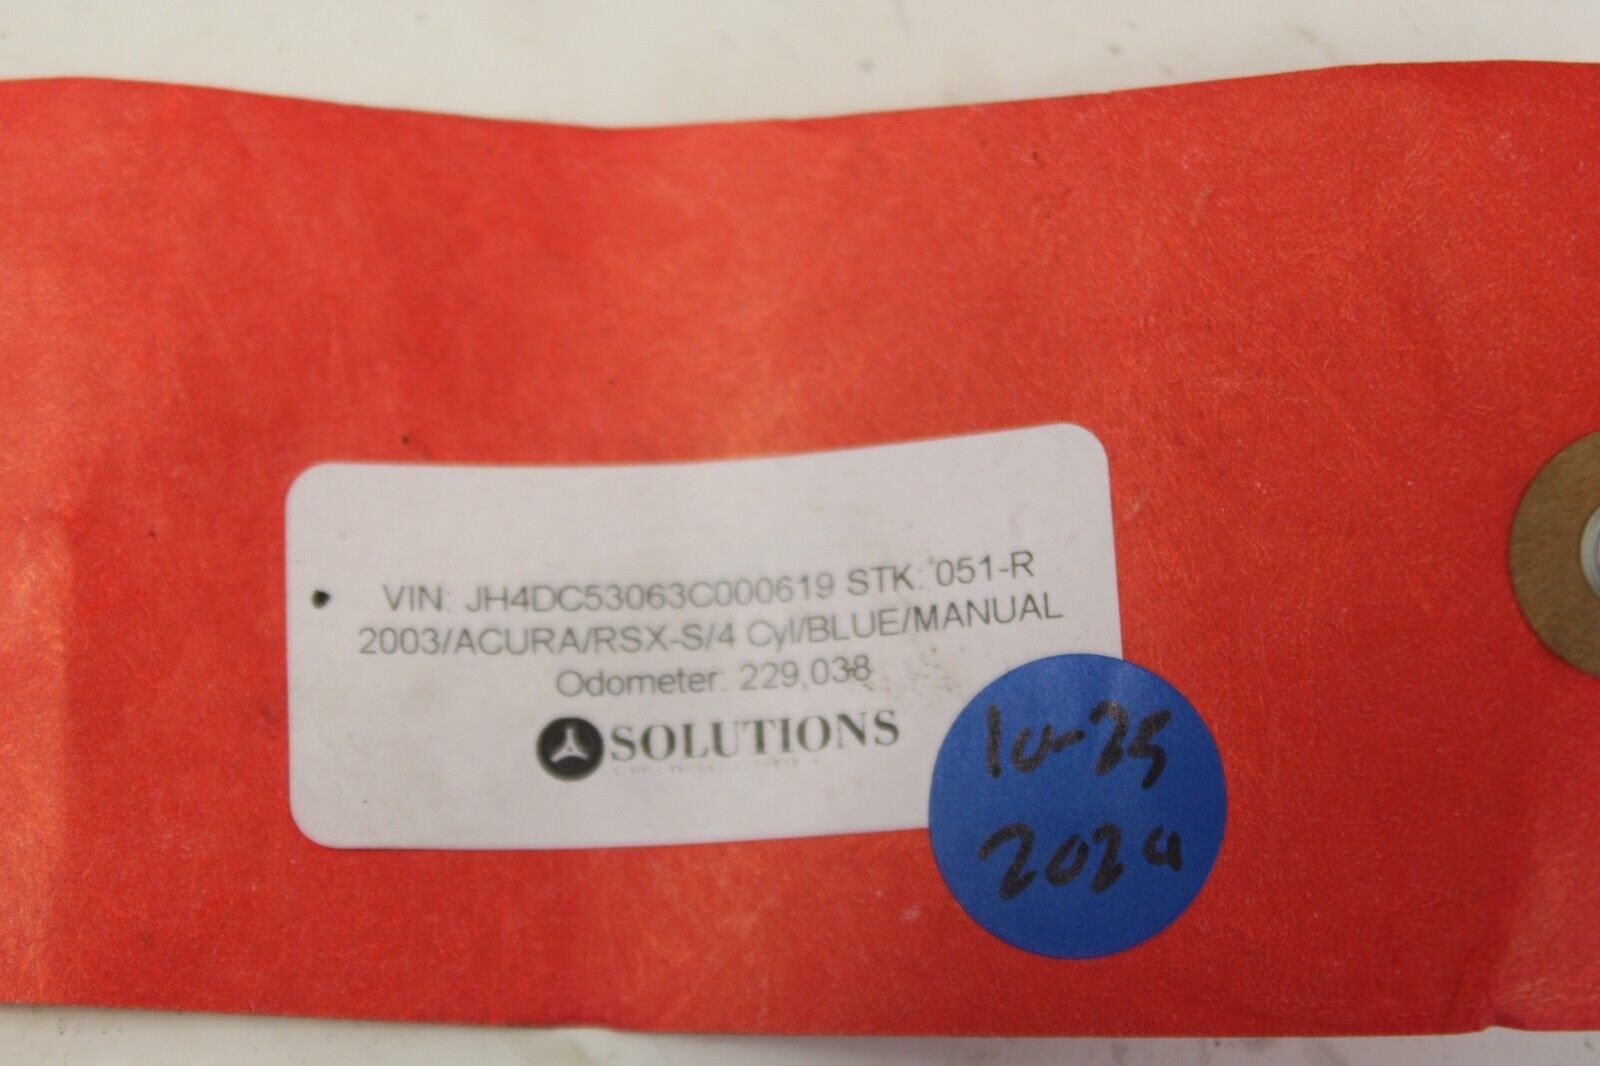 VIN: JH4DC53063C000619 STK: 051-R
2003/ACURA/RSX-S/4 Cyl/BLUE/MANUAL
Odometer: 229,038
SOLUTIONS
10-25
2024